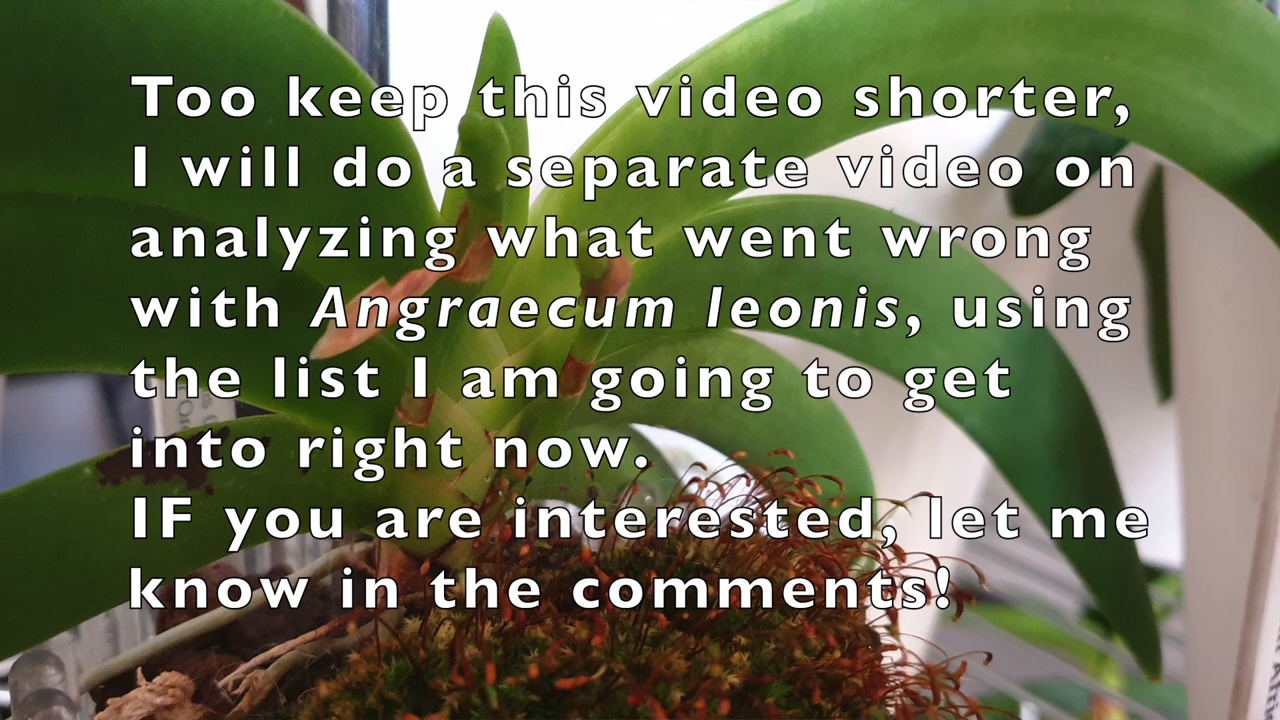 Too keep this video shorter,
I will do a separate video on
analyzing what went wrong
with Angraecum leonis, using
the list I am going to get
into right now.
IF you are interested, let me
know in the comments!